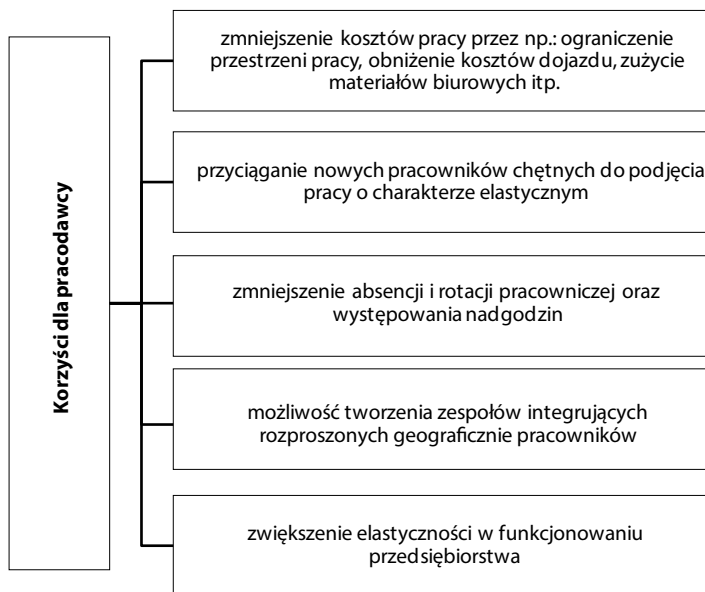 Korzyści dla pracodawcy
zmniejszenie kosztów pracy przez np.: ograniczenie
przestrzeni pracy, obniżenie kosztów dojazdu, zużycie
materiałów biurowych itp.
przyciąganie nowych pracowników chętnych do podjęcia
pracy o charakterze elastycznym
zmniejszenie absencji i rotacji pracowniczej oraz
występowania nadgodzin
możliwość tworzenia zespołów integrujących
rozproszonych geograficznie pracowników
zwiększenie elastyczności w funkcjonowaniu
przedsiębiorstwa